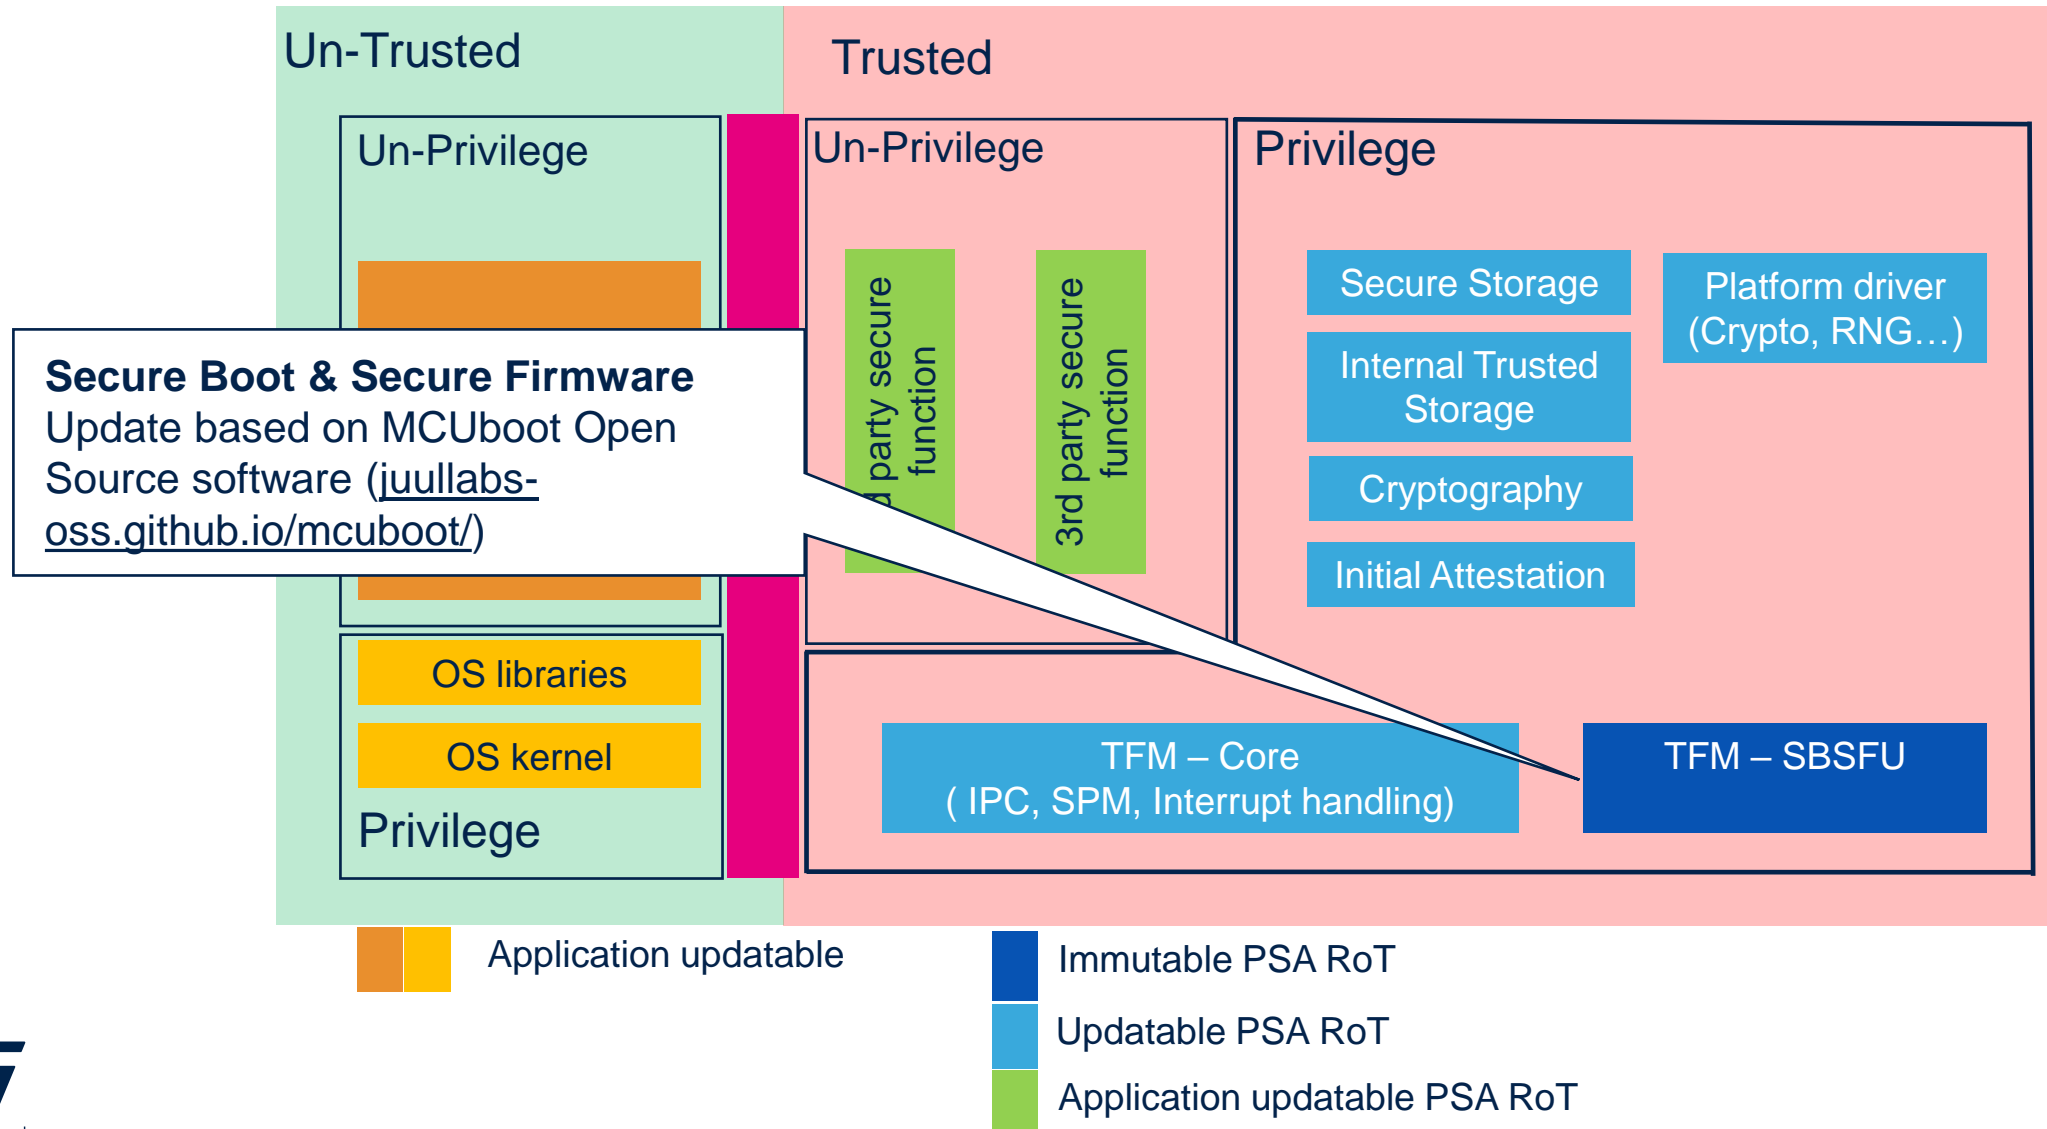 Un-Trusted
Trusted
Un-Privilege
Un-Privilege
Privilege
Secure Boot & Secure Firmware
Update based on MCUboot Open
Source software (juullabs-
oss.github.io/mcuboot/)
party secure
function
3rd party secure
function
Secure Storage
Platform driver
(Crypto, RNG…)
Internal Trusted
Storage
Cryptography
Initial Attestation
OS libraries
OS kernel
Privilege
TFM – Core
( IPC, SPM, Interrupt handling)
TFM – SBSFU
Application updatable
Immutable PSA RoT
Updatable PSA RoT
Application updatable PSA RoT